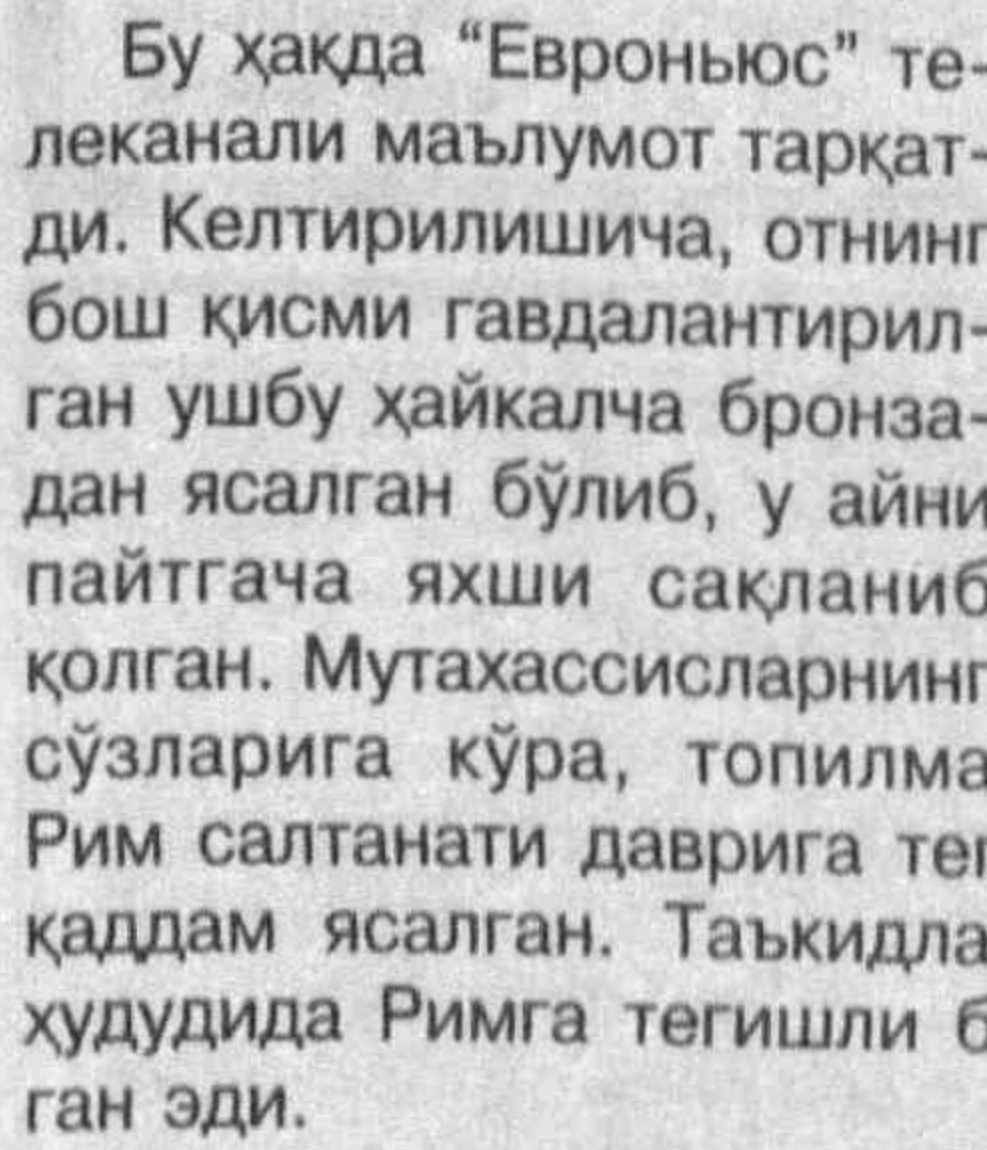 Бу ҳақда “Евроньюс” те-
леканали маълумот тарқат-
ди. Келтирилишича, отнинг
бош қисми гавдалантирил-
ган ушбу ҳайкалча бронза-
дан ясалган бўлиб, у айни
пайтгача яхши сақланиб
қолган. Мутахассисларнинг
сўзларига кўра, топилма
Рим салтанати даврига
қаддам ясалган. Таъкидла
ҳудудида Римга тегишли
ган эди.